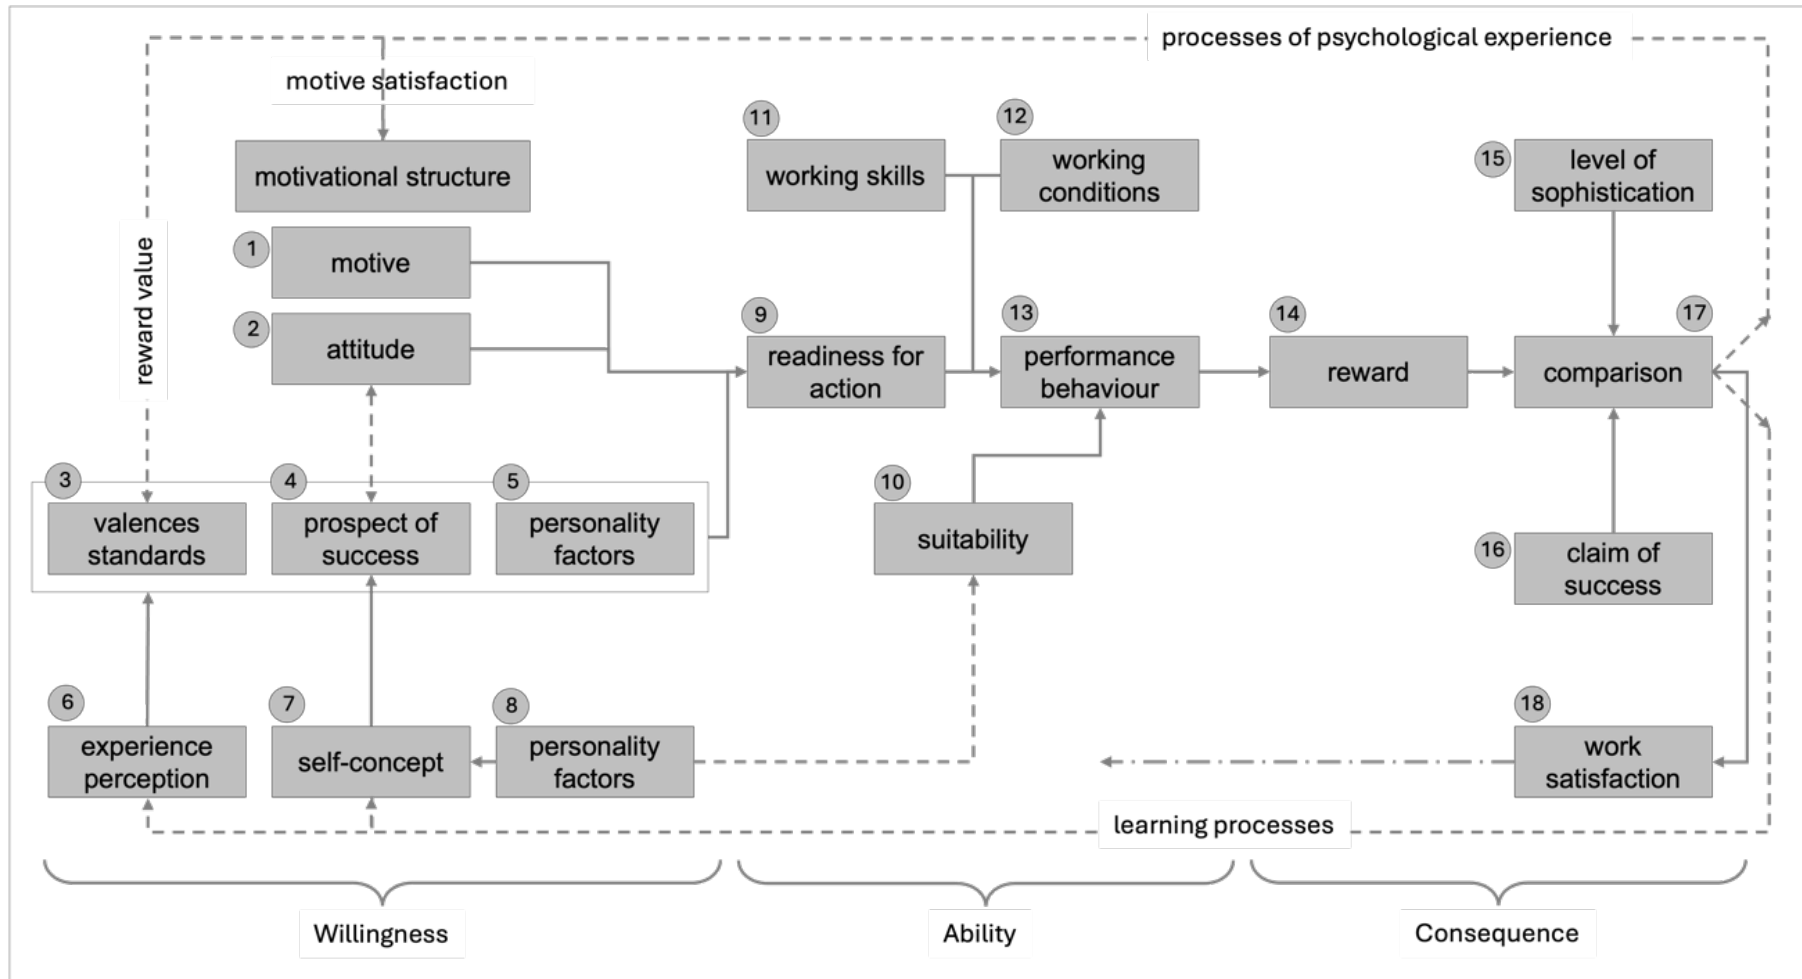 processes of psychological experience
motive satisfaction
motivational structure
reward value
1
motive
2
attitude
3
valences
standards
4
prospect of
success
5
personality
factors
6
experience
perception
7
self-concept
8
personality
factors
9
readiness for
action
10
suitability
11
working skills
12
working
conditions
13
performance
behaviour
14
reward
15
level of
sophistication
16
claim of
success
17
comparison
18
work
satisfaction
learning processes
Willingness
Ability
Consequence